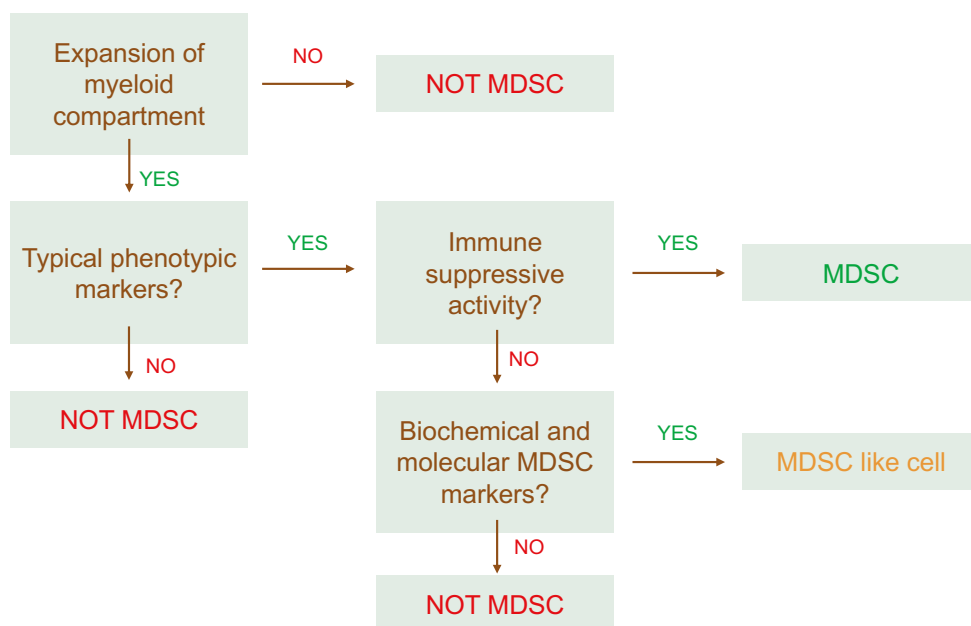 Expansion of
myeloid
compartment
NO
NOT MDSC
YES
Typical phenotypic
markers?
YES
Immune
suppressive
activity?
YES
MDSC
NO
NOT MDSC
NO
Biochemical and
molecular MDSC
markers?
YES
MDSC like cell
NO
NOT MDSC